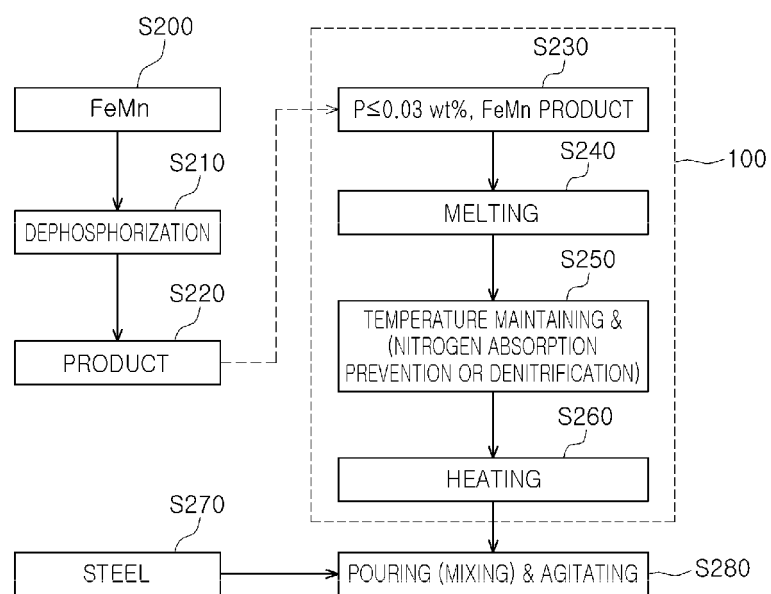 S200
FeMn
S210
DEPHOSPHORIZATION
S220
PRODUCT
S230
P≤0.03 wt%, FeMn PRODUCT
S240
MELTING
100
S250
TEMPERATURE MAINTAINING &
(NITROGEN ABSORPTION
PREVENTION OR DENITRIFICATION)
S260
HEATING
S270
STEEL
S280
POURING (MIXING) & AGITATING